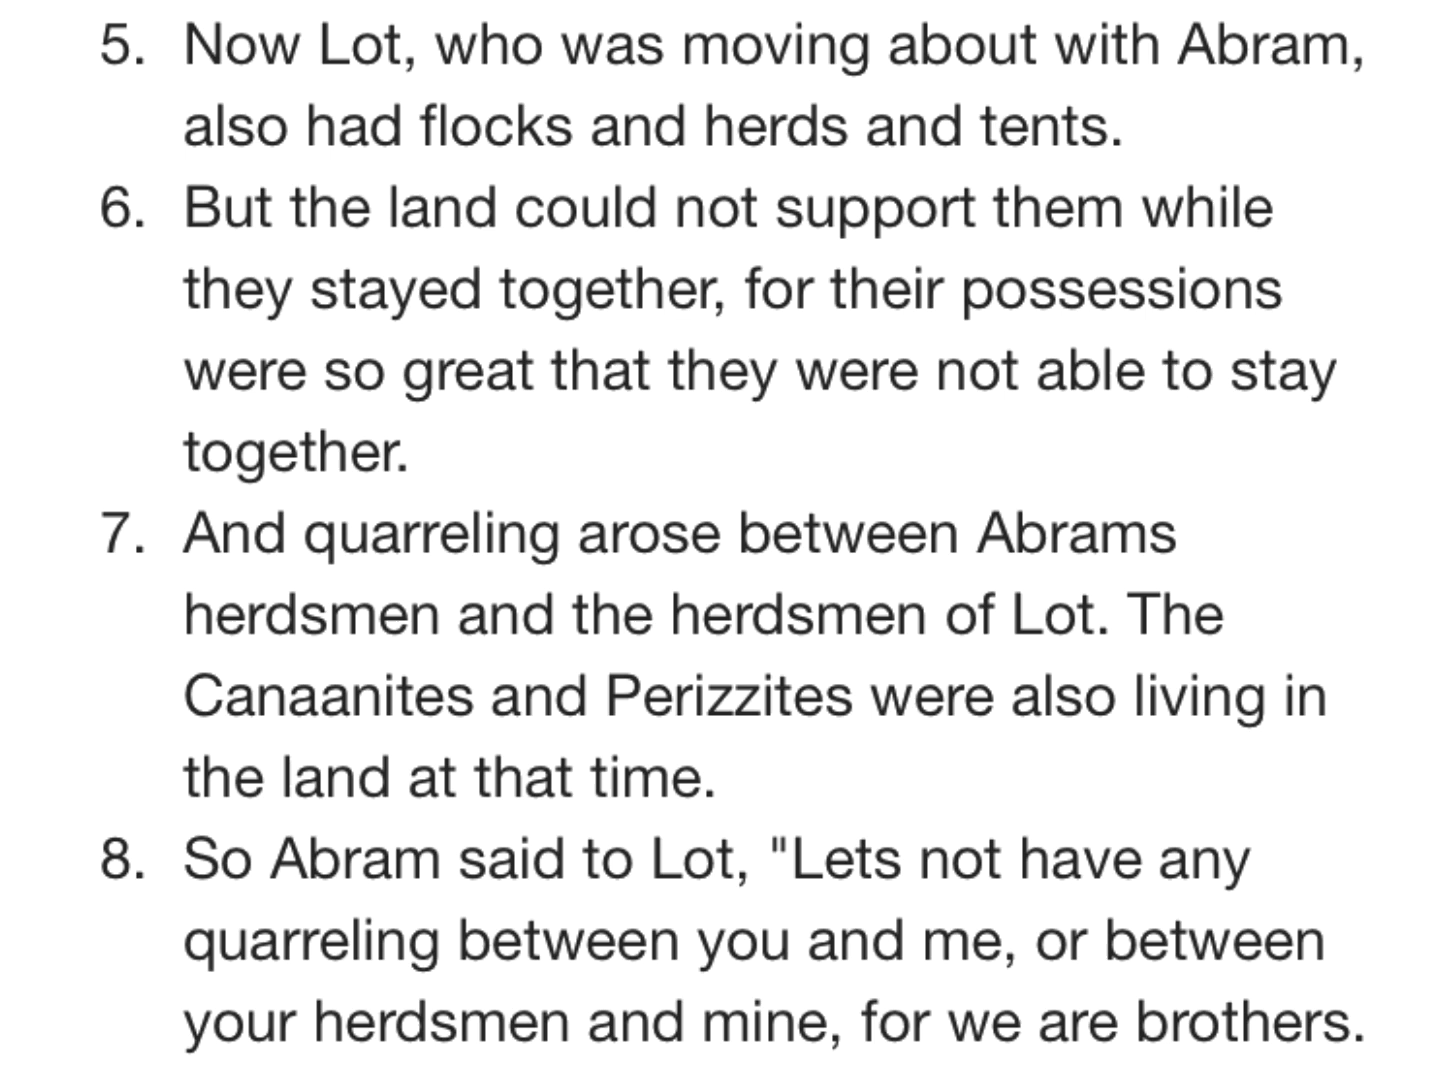 5. Now Lot, who was moving about with Abram,
also had flocks and herds and tents.
6. But the land could not support them while
they stayed together, for their possessions
were so great that they were not able to stay
together.
7. And quarreling arose between Abrams
herdsmen and the herdsmen of Lot. The
Canaanites and Perizzites were also living in
the land at that time.
8. So Abram said to Lot, "Lets not have any
quarreling between you and me, or between
your herdsmen and mine, for we are brothers.